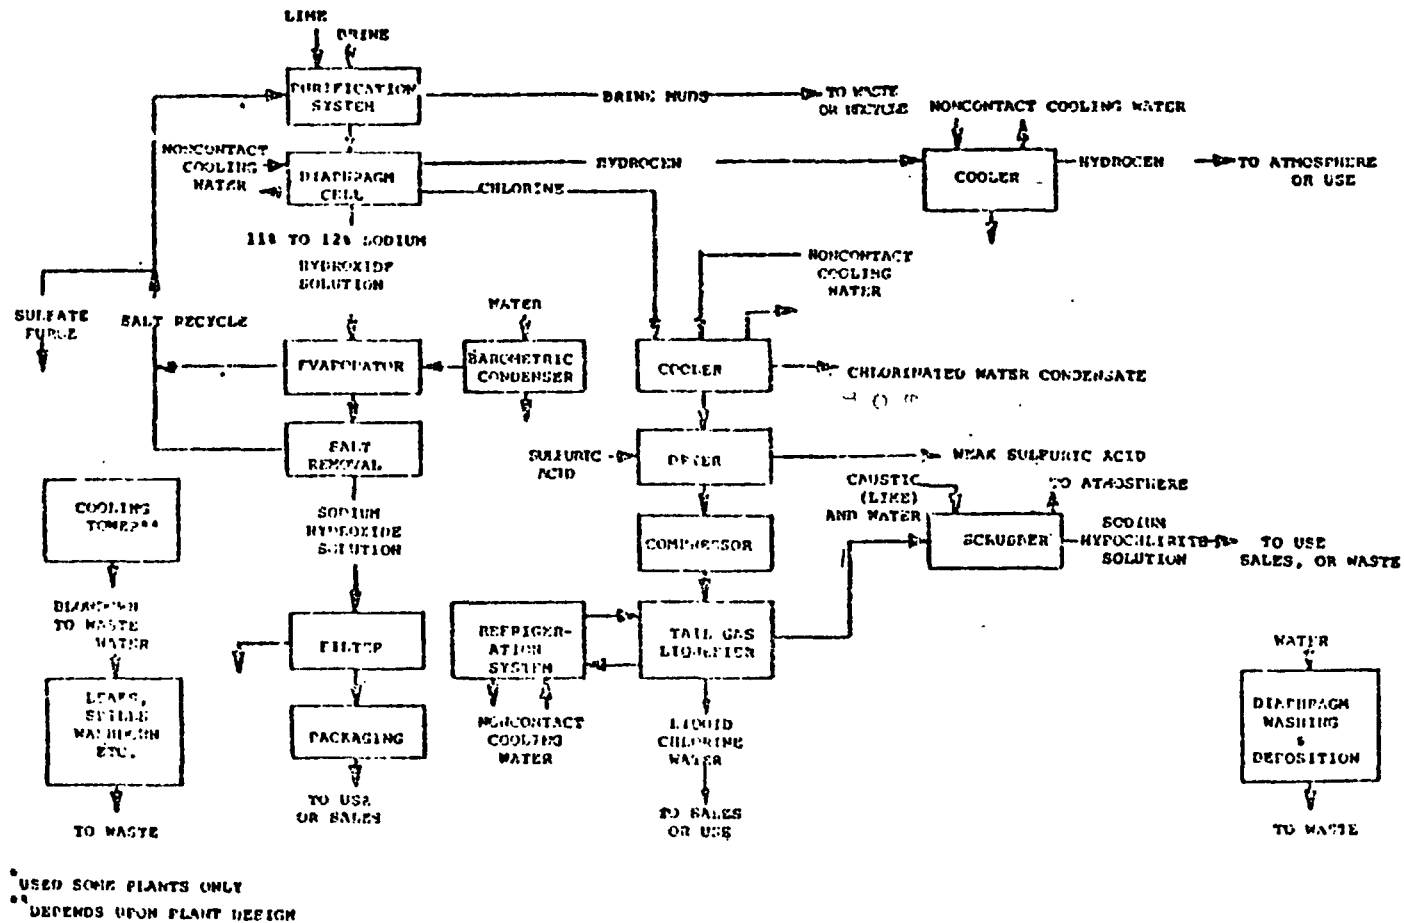 LIME
BRINE
PURIFICATION
SYSTEM
BRINE MUDS
TO WASTE
OR RECYCLE
NONCONTACT COOLING WATER
NONCONTACT
COOLING
WATER
DIAPHRAGM
CELL
HYDROGEN
CHLORINE
COOLER
HYDROGEN
TO ATMOSPHERE
OR USE
11% TO 12% SODIUM
HYDROXIDE
SOLUTION
NONCONTACT
COOLING
WATER
SULFATE
PURGE
SALT RECYCLE
WATER
EVAPORATOR
BAROMETRIC
CONDENSER
COOLER
CHLORINATED WATER CONDENSATE
SALT
REMOVAL
SULFURIC
ACID
DRYER
WEAK SULFURIC ACID
COOLING
TOWER**
SODIUM
HYDROXIDE
SOLUTION
COMPRESSOR
CAUSTIC
(LIME)
AND WATER
TO ATMOSPHERE
SCRUBBER
SODIUM
HYPOCHLORITE
SOLUTION
TO USE
SALES, OR WASTE
BLOWDOWN
TO WASTE
WATER
FILTER
REFRIGER-
ATION
SYSTEM
TAIL GAS
LIQUEFIER
WATER
LEAKS,
SPILLS
WASHDOWN
ETC.
PACKAGING
NONCONTACT
COOLING
WATER
LIQUID
CHLORINE
WATER
DIAPHRAGM
WASHING
&
DEPOSITION
TO WASTE
TO USE
OR SALES
TO SALES
OR USE
TO WASTE
*USED SOME PLANTS ONLY
**DEPENDS UPON PLANT DESIGN